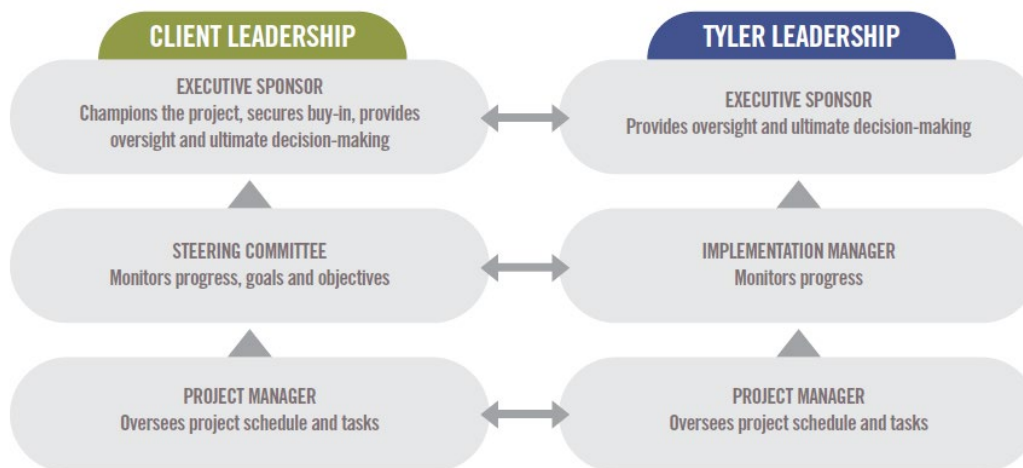 CLIENT LEADERSHIP
EXECUTIVE SPONSOR
Champions the project, secures buy-in, provides
oversight and ultimate decision-making
STEERING COMMITTEE
Monitors progress, goals and objectives
PROJECT MANAGER
Oversees project schedule and tasks
TYLER LEADERSHIP
EXECUTIVE SPONSOR
Provides oversight and ultimate decision-making
IMPLEMENTATION MANAGER
Monitors progress
PROJECT MANAGER
Oversees project schedule and tasks